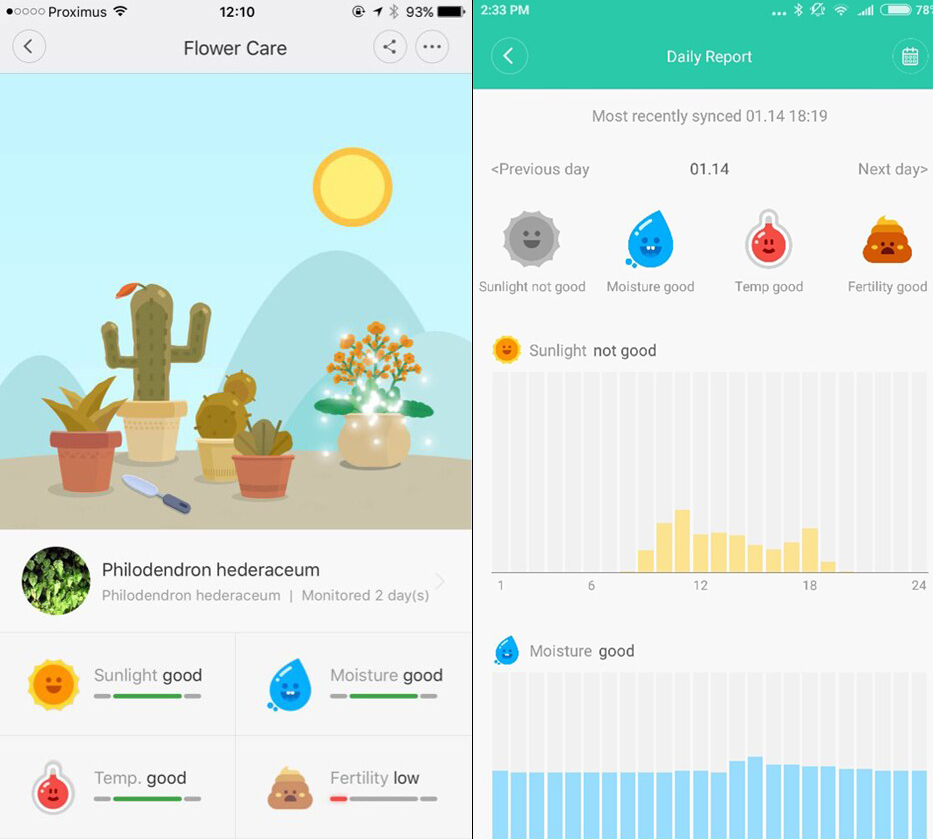 Proximus 12:10 93%
Flower Care
Philodendron hederaceum
Philodendron hederaceum | Monitored 2 day(s)
Sunlight good
Moisture good
Temp. good
Fertility low
2:33 PM 78%
Daily Report
Most recently synced 01.14 18:19
<Previous day 01.14 Next day>
Sunlight not good
Moisture good
Temp good
Fertility good
Sunlight not good
1 6 12 18 24
Moisture good